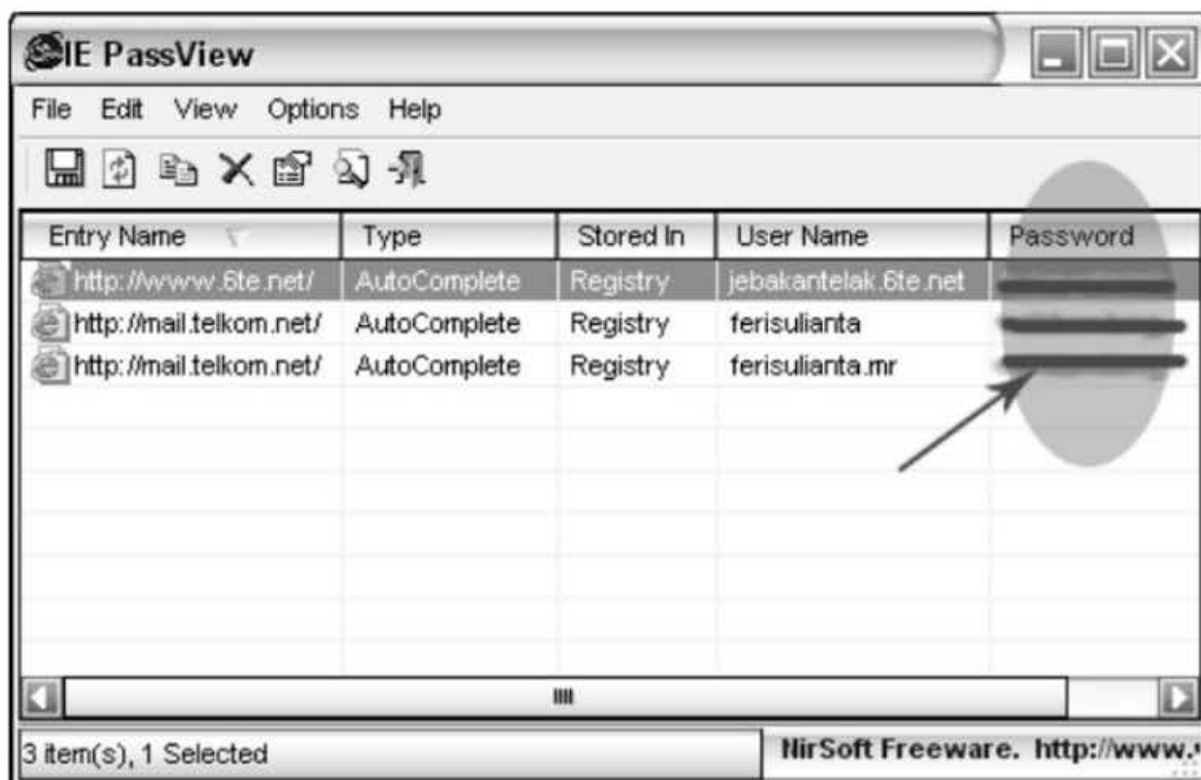 IE PassView
File Edit View Options Help
Entry Name Type Stored In User Name Password
http://www.6te.net/ AutoComplete Registry jebakantelak.6te.net
http://mail.telkom.net/ AutoComplete Registry ferisulianta
http://mail.telkom.net/ AutoComplete Registry ferisulianta.mr
3 item(s), 1 Selected NirSoft Freeware. http://www.